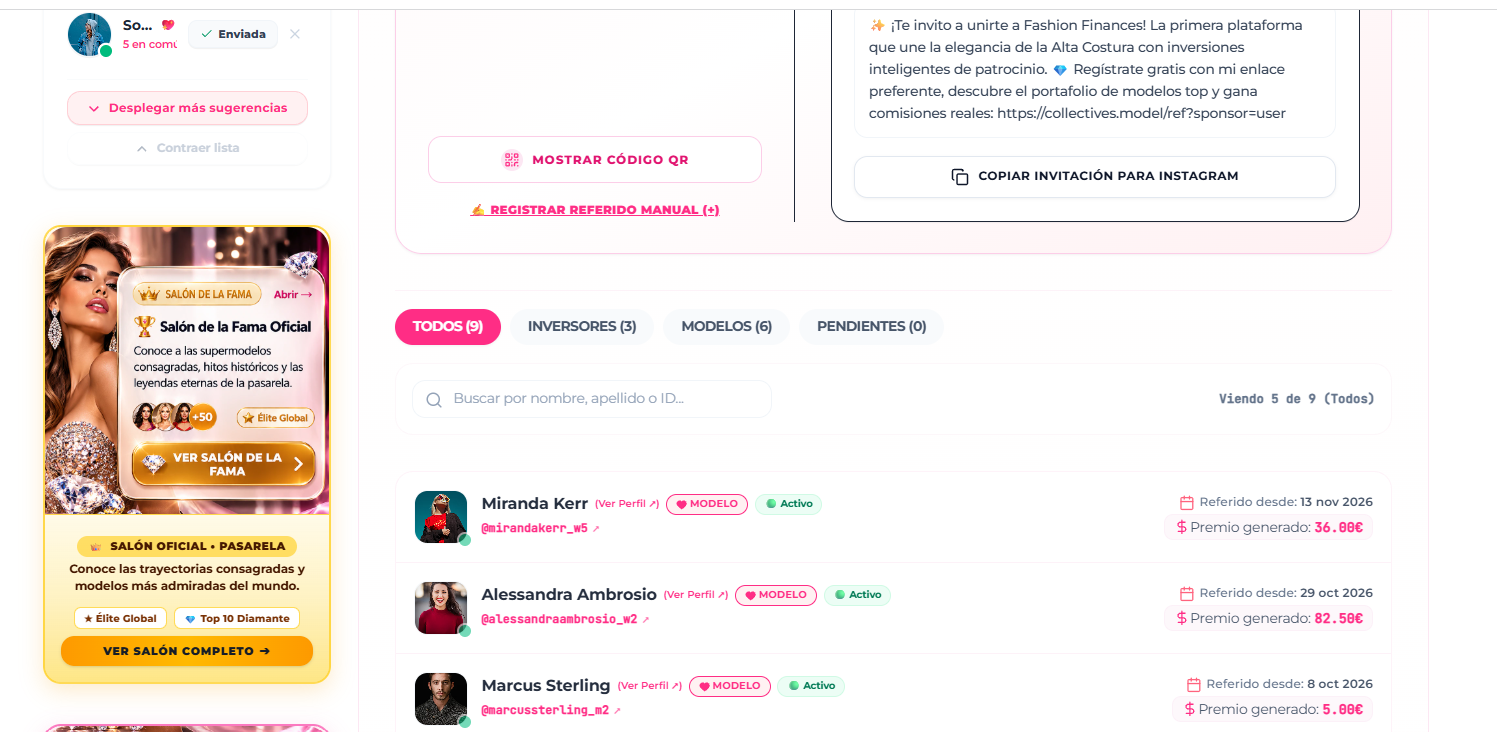 So...
5 en comú
Enviada
Desplegar más sugerencias
Contraer lista
SALÓN DE LA FAMA
Abrir →
Salón de la Fama Oficial
Conoce a las supermodelos
consagradas, hitos históricos y las
leyendas eternas de la pasarela.
+50
Élite Global
VER SALÓN DE LA
FAMA
SALÓN OFICIAL • PASARELA
Conoce las trayectorias consagradas y
modelos más admiradas del mundo.
★ Élite Global
Top 10 Diamante
VER SALÓN COMPLETO ➔
MOSTRAR CÓDIGO QR
✍️ REGISTRAR REFERIDO MANUAL (+)
✨ ¡Te invito a unirte a Fashion Finances! La primera plataforma
que une la elegancia de la Alta Costura con inversiones
inteligentes de patrocinio. 💎 Regístrate gratis con mi enlace
preferente, descubre el portafolio de modelos top y gana
comisiones reales: https://collectives.model/ref?sponsor=user
COPIAR INVITACIÓN PARA INSTAGRAM
TODOS (9)
INVERSORES (3)
MODELOS (6)
PENDIENTES (0)
Buscar por nombre, apellido o ID...
Viendo 5 de 9 (Todos)
Miranda Kerr (Ver Perfil ↗) MODELO Activo
@mirandakerr_w5 ↗
Referido desde: 13 nov 2026
Premio generado: 36.00€
Alessandra Ambrosio (Ver Perfil ↗) MODELO Activo
@alessandraambrosio_w2 ↗
Referido desde: 29 oct 2026
Premio generado: 82.50€
Marcus Sterling (Ver Perfil ↗) MODELO Activo
@marcussterling_m2 ↗
Referido desde: 8 oct 2026
Premio generado: 5.00€